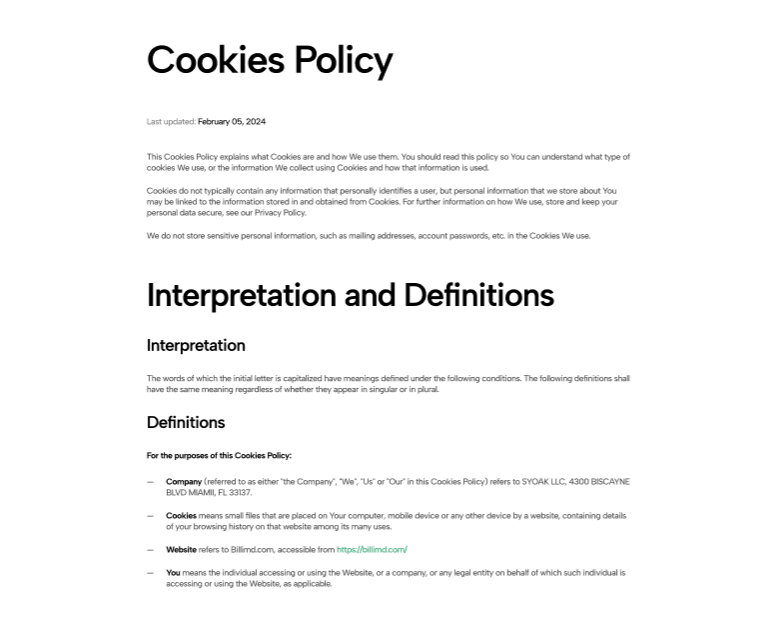 Cookies Policy
Last updated: February 05, 2024
This Cookies Policy explains what Cookies are and how We use them. You should read this policy so You can understand what type of
cookies We use, or the information We collect using Cookies and how that information is used.
Cookies do not typically contain any information that personally identifies a user, but personal information that we store about You
may be linked to the information stored in and obtained from Cookies. For further information on how We use, store and keep your
personal data secure, see our Privacy Policy.
We do not store sensitive personal information, such as mailing addresses, account passwords, etc. in the Cookies We use.
Interpretation and Definitions
Interpretation
The words of which the initial letter is capitalized have meanings defined under the following conditions. The following definitions shall
have the same meaning regardless of whether they appear in singular or in plural.
Definitions
For the purposes of this Cookies Policy:
— Company (referred to as either "the Company", "We", "Us" or "Our" in this Cookies Policy) refers to SYOAK LLC, 4300 BISCAYNE
BLVD MIAMII, FL 33137.
— Cookies means small files that are placed on Your computer, mobile device or any other device by a website, containing details
of your browsing history on that website among its many uses.
— Website refers to Billimd.com, accessible from https://billimd.com/
— You means the individual accessing or using the Website, or a company, or any legal entity on behalf of which such individual is
accessing or using the Website, as applicable.